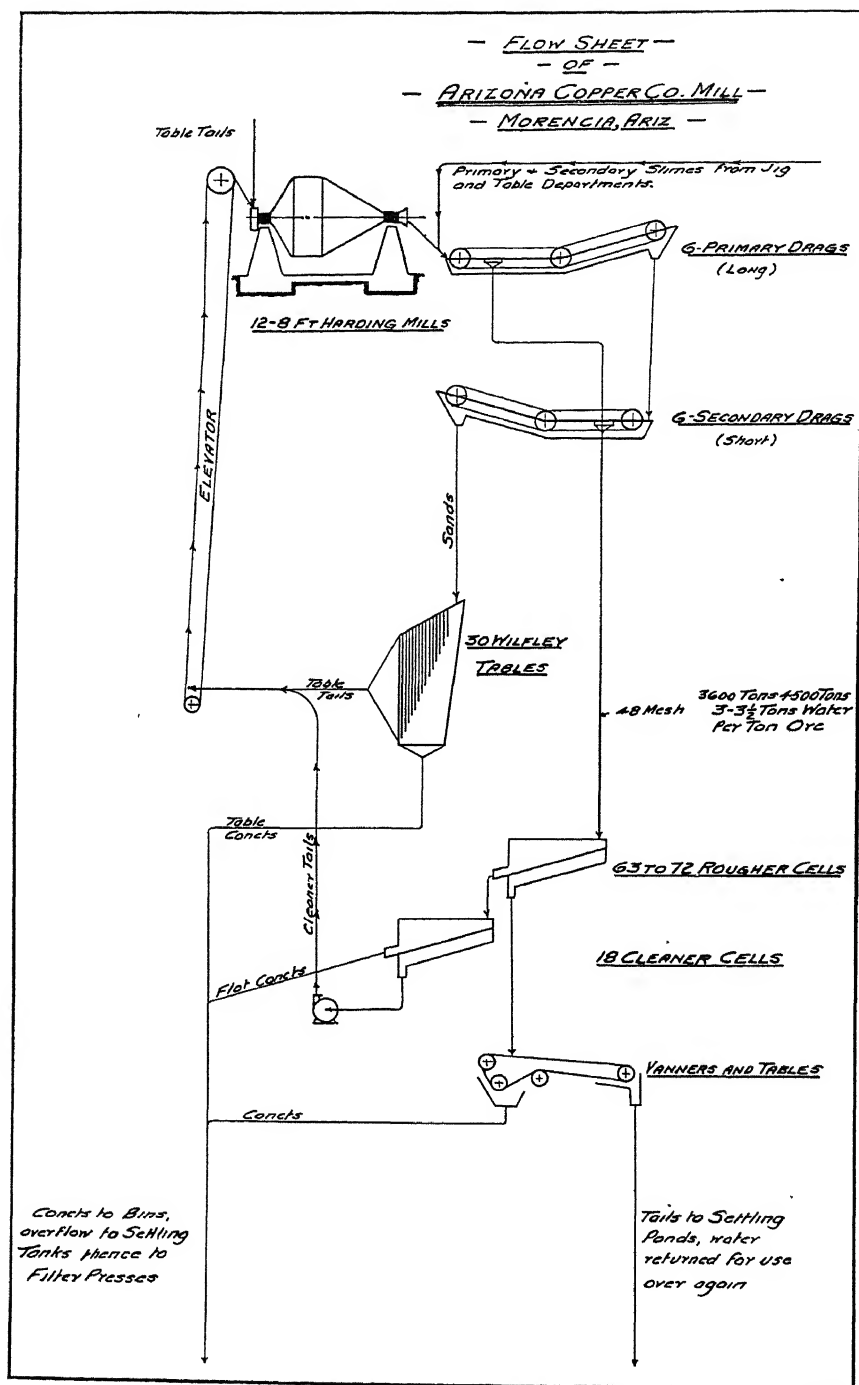 — FLOW SHEET —
— OF —
— ARIZONA COPPER CO. MILL —
— MORENCIA, ARIZ —
Table Tails
Primary & Secondary Slimes from Jig
and Table Departments.
6-PRIMARY DRAGS
(Long)
12-8 FT HARDING MILLS
6-SECONDARY DRAGS
(Short)
ELEVATOR
Sands
30 WILFLEY
TABLES
Table
Tails
48 Mesh
3600 Tons 4500 Tons
3-3½ Tons Water
Per Ton Ore
Table
Concts
Cleaner Tails
63 TO 72 ROUGHER CELLS
18 CLEANER CELLS
Flot Concts
VANNERS AND TABLES
Concts
Concts to Bins,
overflow to Settling
Tanks thence to
Filter Presses
Tails to Settling
Ponds, water
returned for use
over again